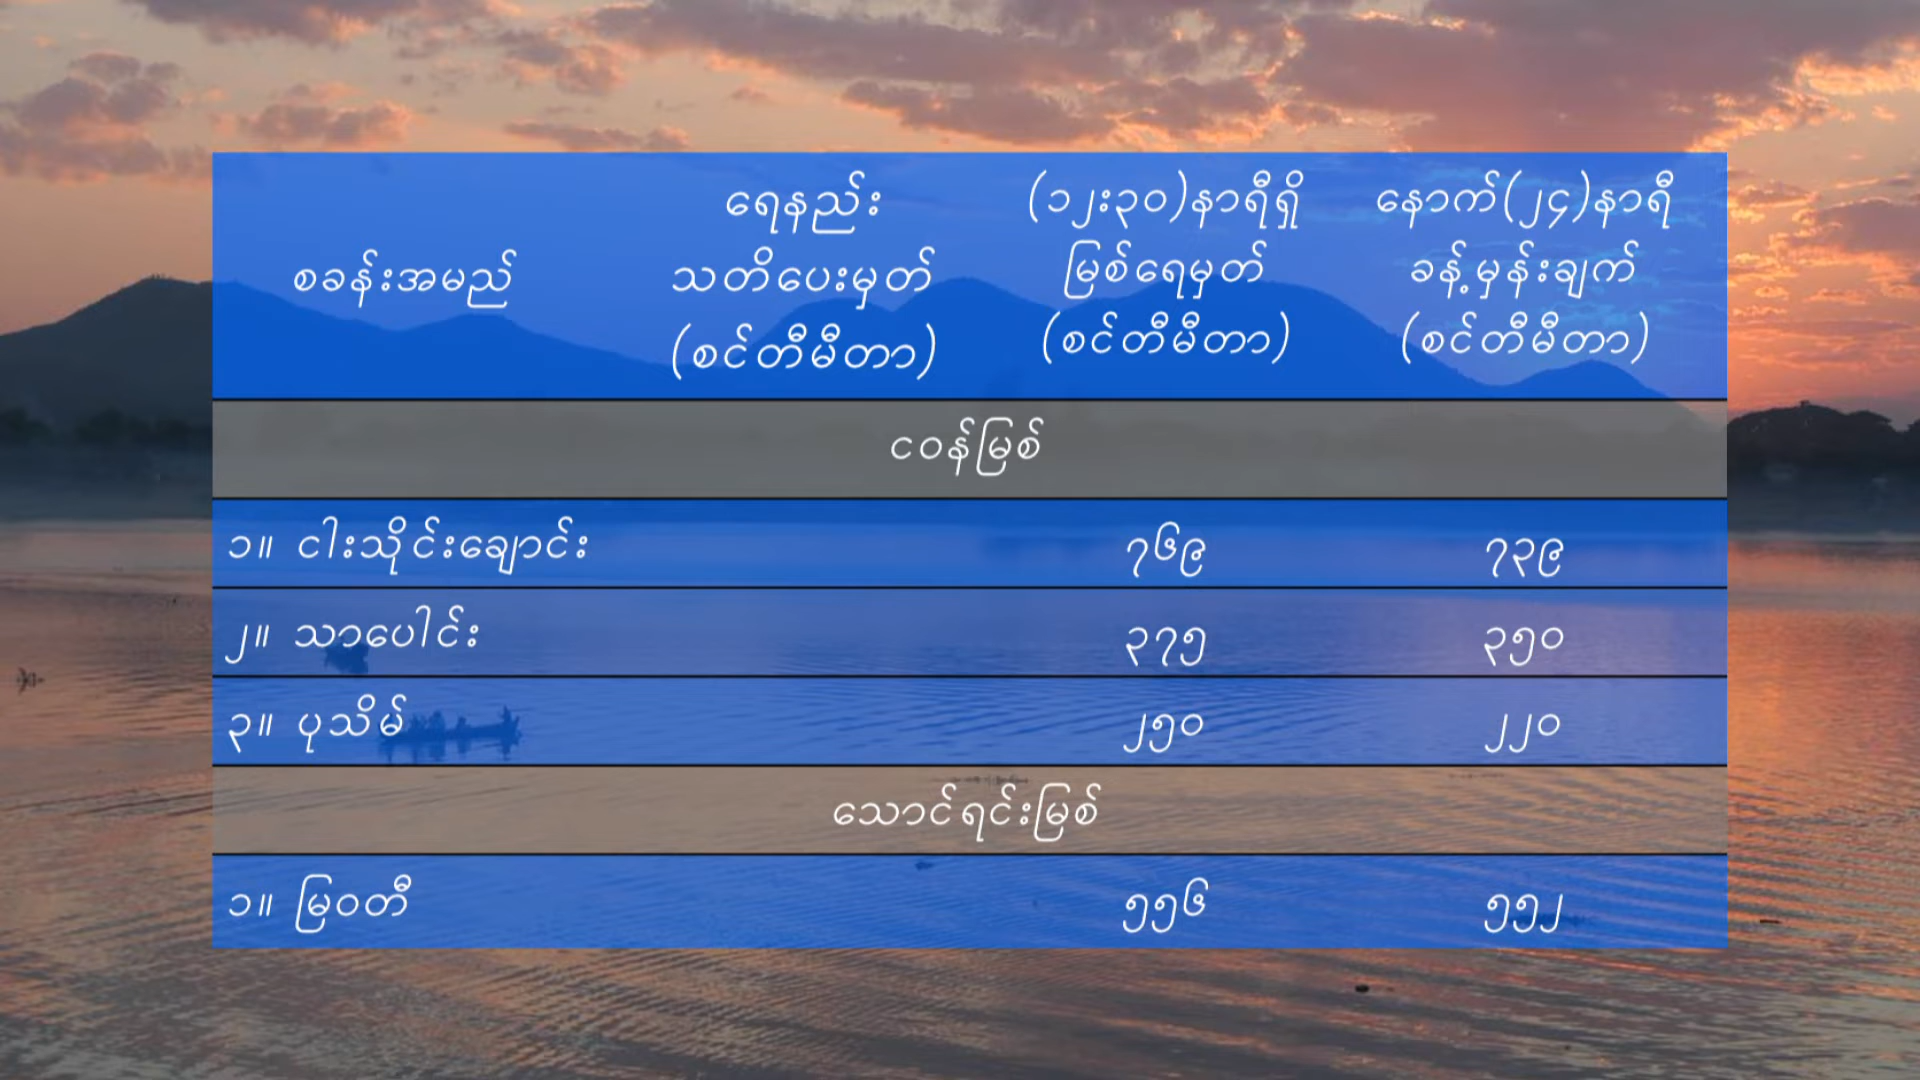 စခန်းအမည်
ရေနည်း
သတိပေးမှတ်
(စင်တီမီတာ)
(၁၂း၃၀)နာရီရှိ
မြစ်ရေမှတ်
(စင်တီမီတာ)
နောက်(၂၄)နာရီ
ခန့်မှန်းချက်
(စင်တီမီတာ)
ငဝန်မြစ်
၁။ ငါးသိုင်းချောင်း ၇၆၉ ၇၃၉
၂။ သာပေါင်း ၃၇၅ ၃၅၀
၃။ ပုသိမ် ၂၅၀ ၂၂၀
သောင်ရင်းမြစ်
၁။ မြဝတီ ၅၅၆ ၅၅၂